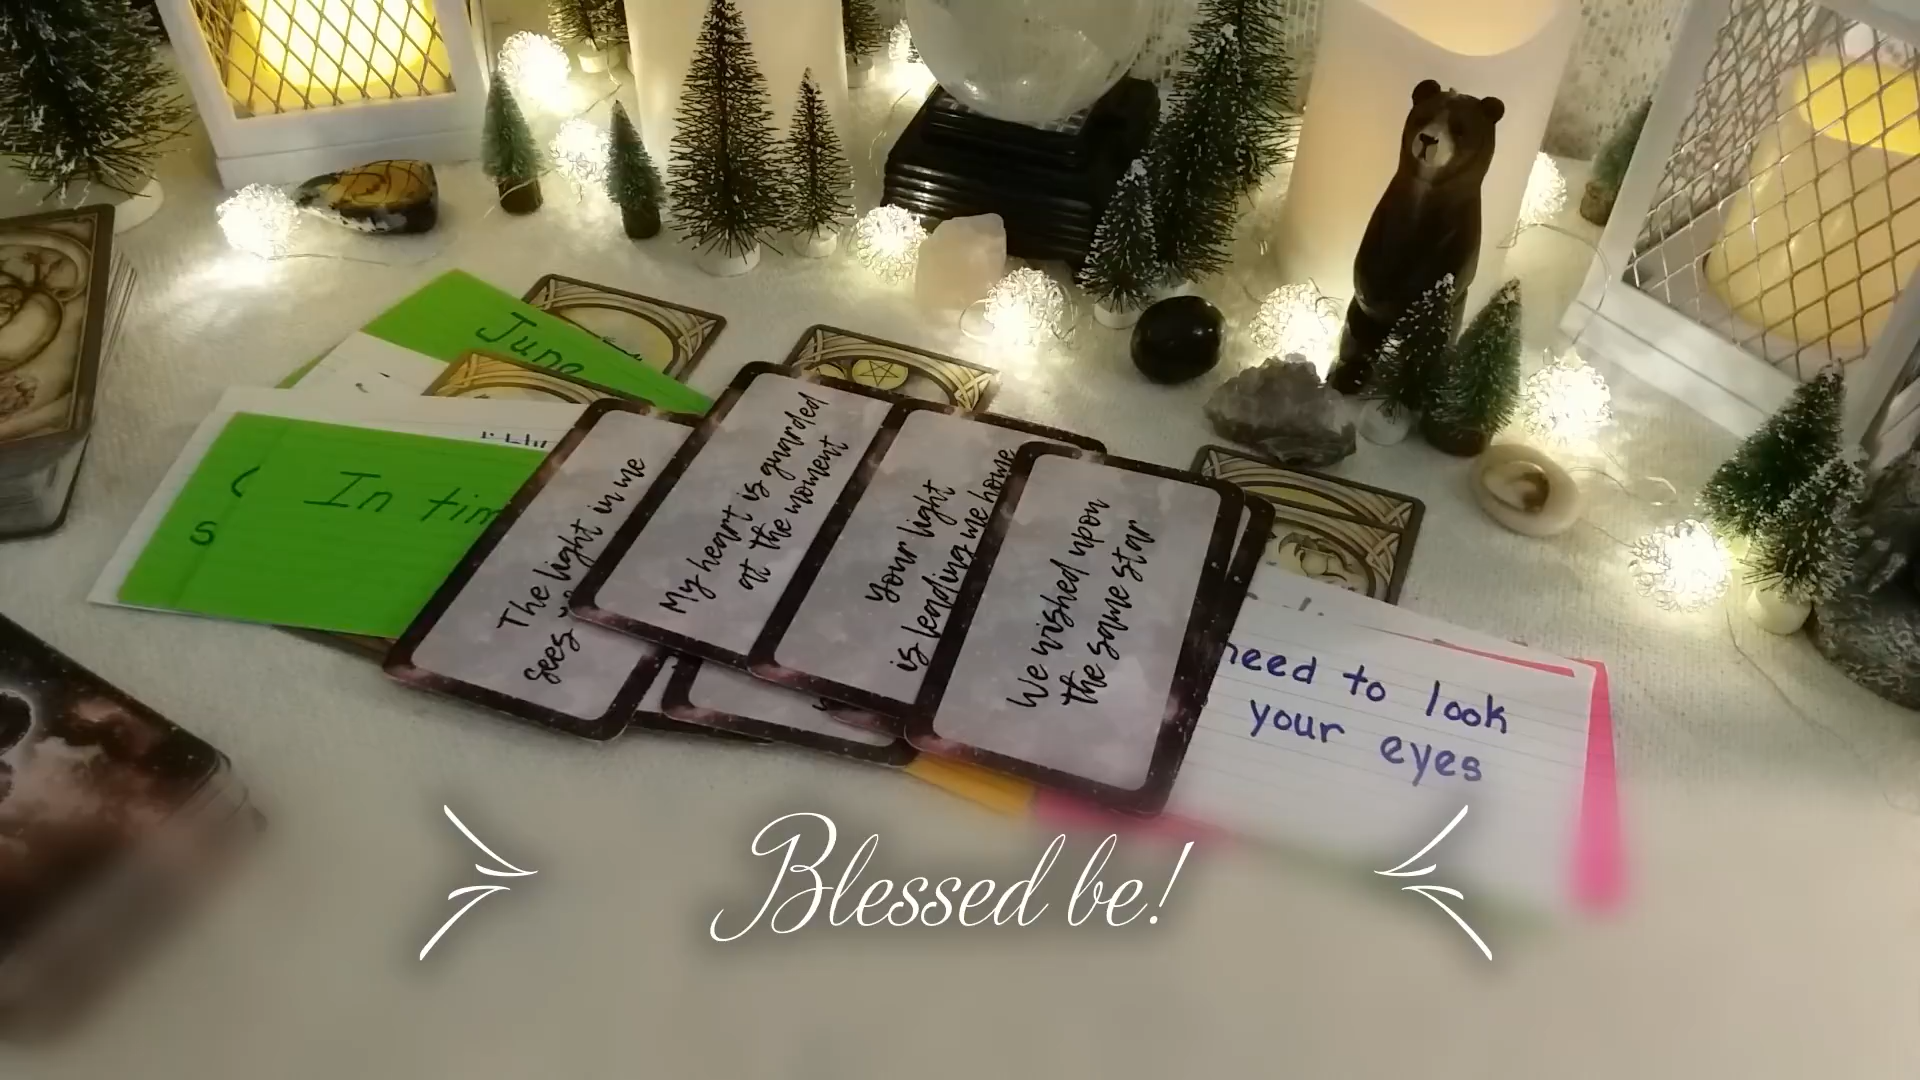 June
In
S
The light in me
sees
My heart is guarded
at the moment
your light
is leading me home
We wished upon
the same star
need to look
your eyes
Blessed be!